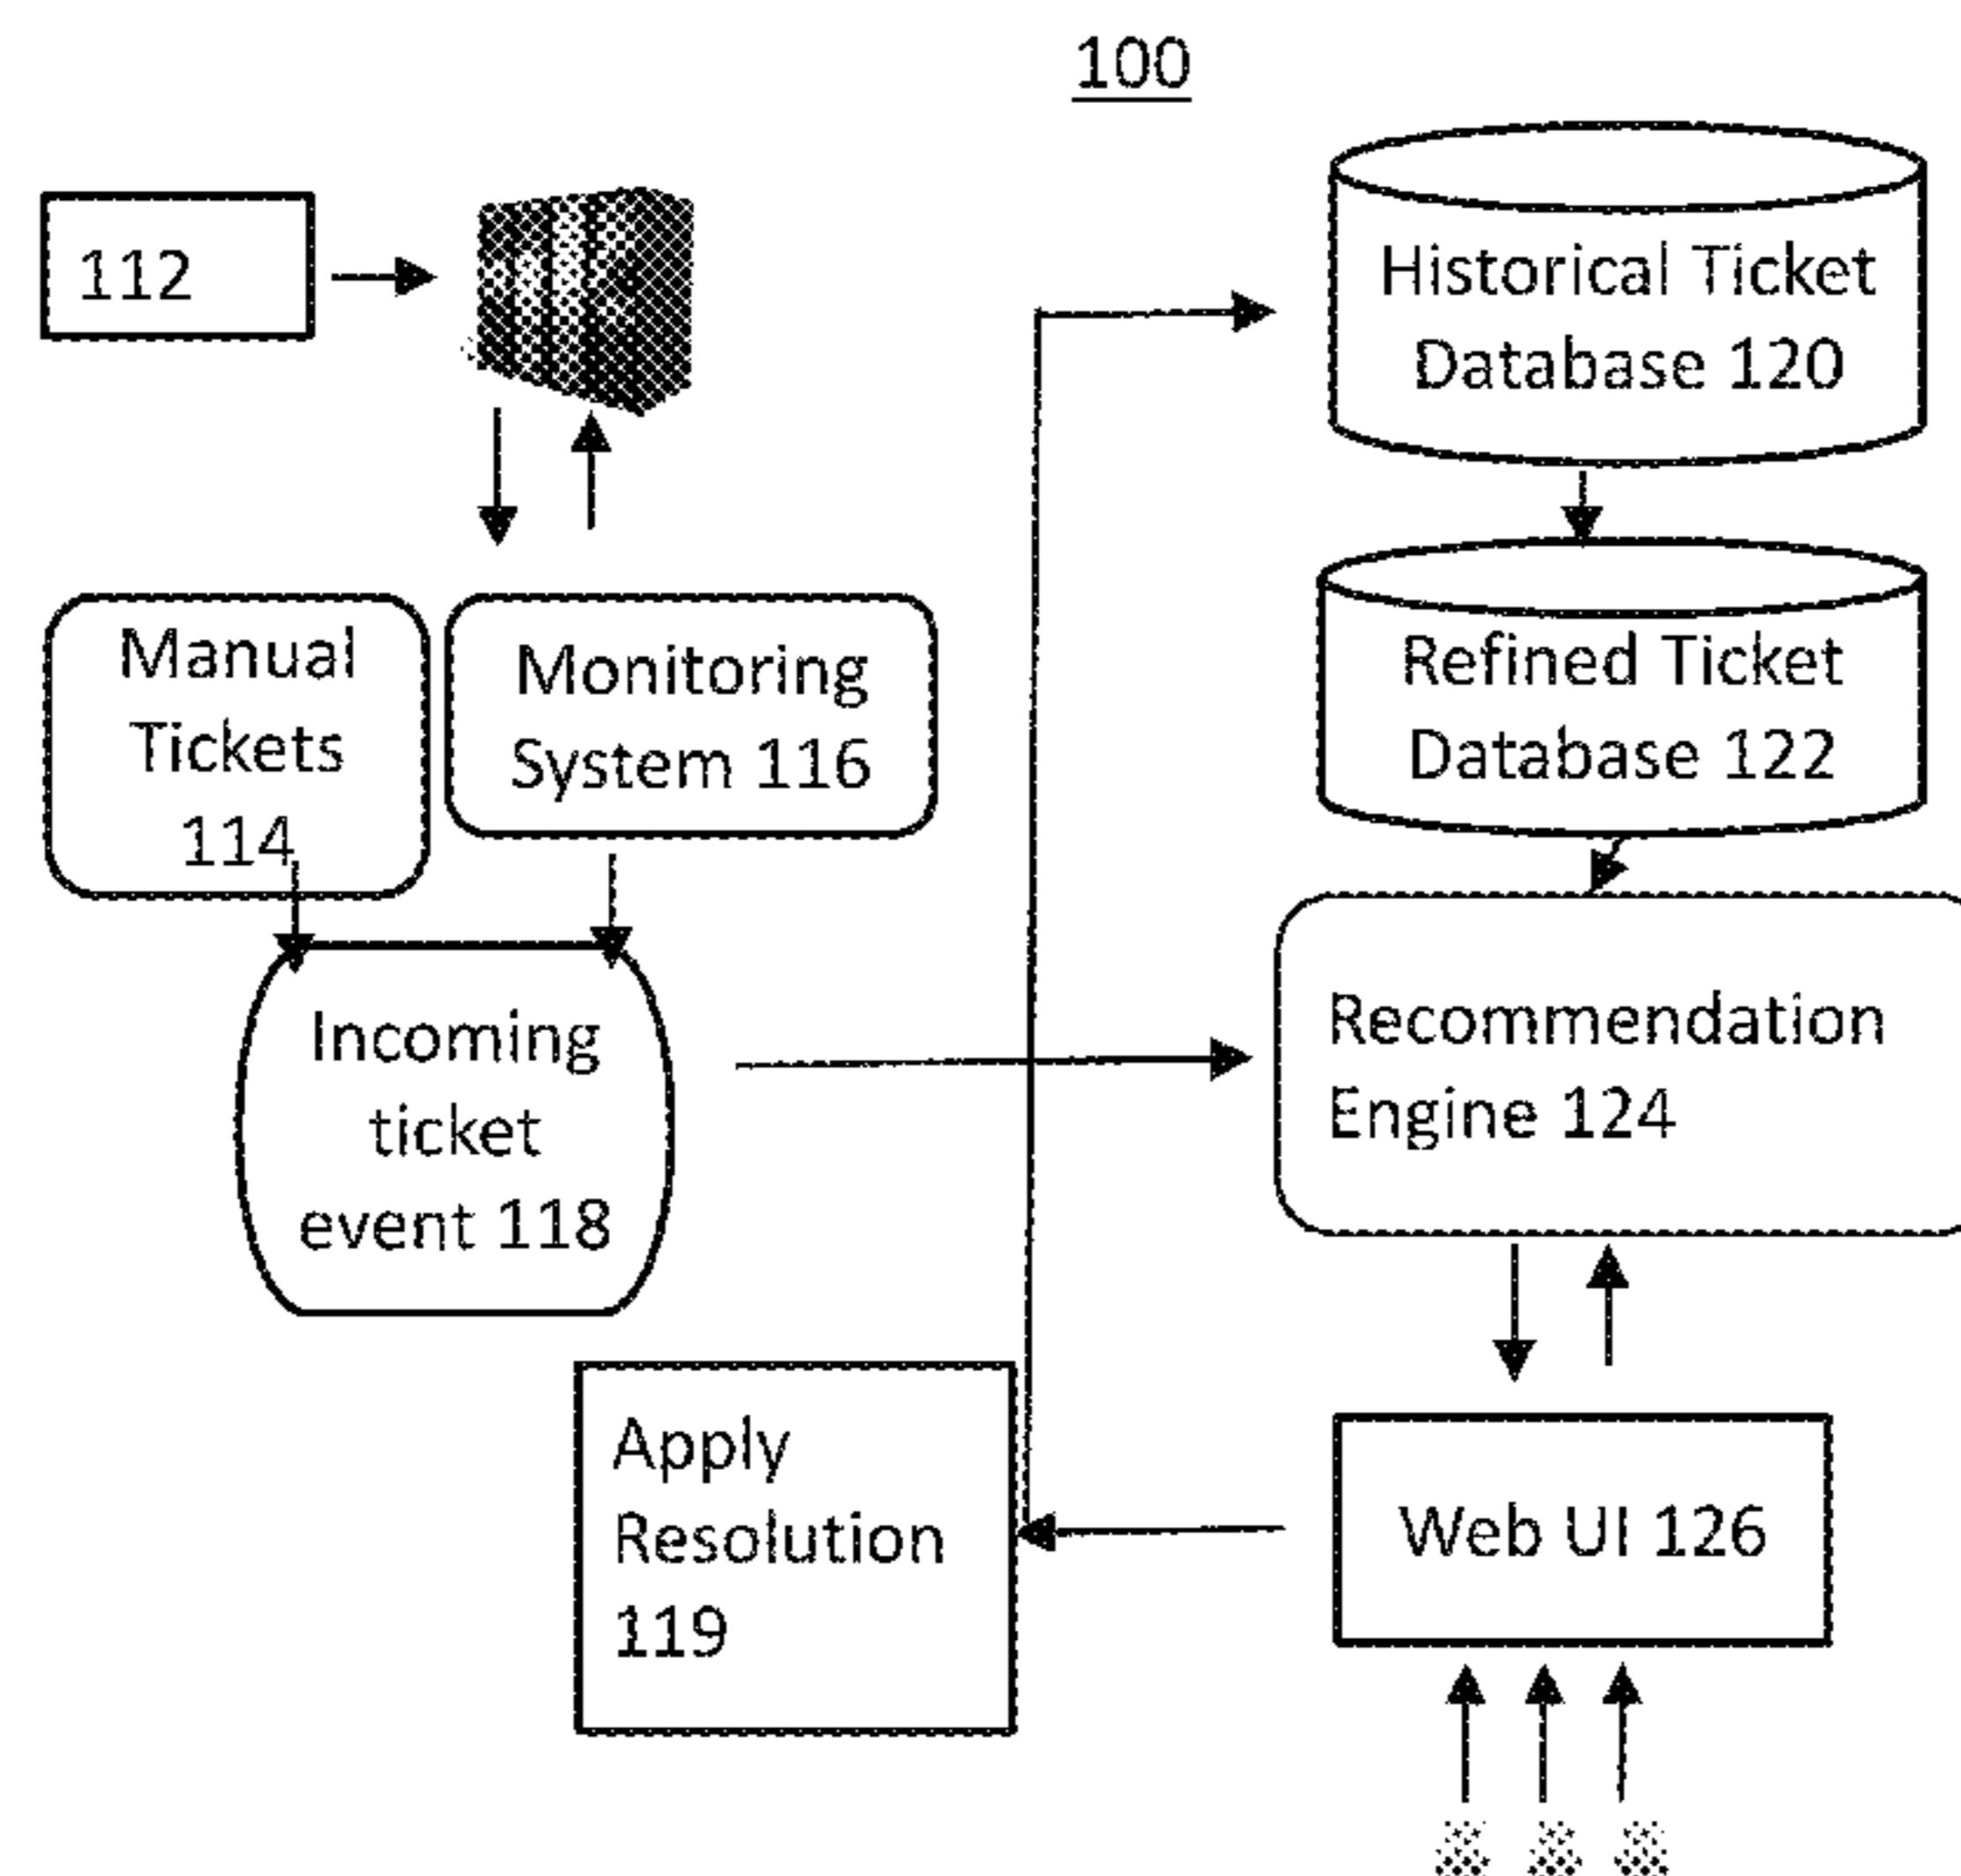 100
112
Historical Ticket
Database 120
Manual
Tickets
114
Monitoring
System 116
Refined Ticket
Database 122
Incoming
ticket
event 118
Recommendation
Engine 124
Apply
Resolution
119
Web UI 126